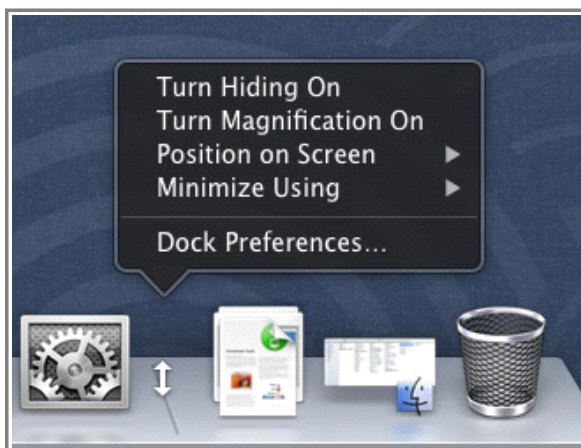 Turn Hiding On
Turn Magnification On
Position on Screen
Minimize Using
Dock Preferences...